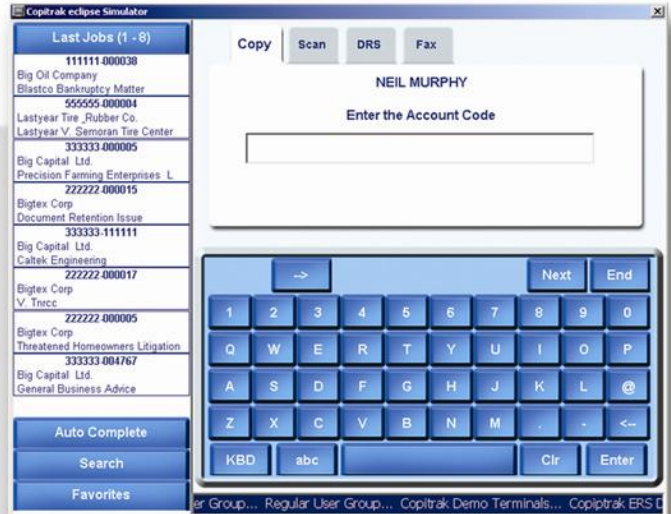 Copitrak eclipse Simulator
Last Jobs (1 - 8)
111111-000038
Big Oil Company
Blastco Bankruptcy Matter
555555-000004
Lastyear Tire ,Rubber Co.
Lastyear V. Semoran Tire Center
333333-000005
Big Capital Ltd.
Precision Farming Enterprises L
222222-000015
Bigtex Corp
Document Retention Issue
333333-111111
Big Capital Ltd.
Caltek Engineering
222222-000017
Bigtex Corp
V. Tnrcc
222222-000005
Bigtex Corp
Threatened Homeowners Litigation
333333-004767
Big Capital Ltd.
General Business Advice
Auto Complete
Search
Favorites
Copy Scan DRS Fax
NEIL MURPHY
Enter the Account Code
--> Next End
1 2 3 4 5 6 7 8 9 0
Q W E R T Y U I O P
A S D F G H J K L @
Z X C V B N M . - <--
KBD abc Clr Enter
er Group... Regular User Group... Copitrak Demo Terminals... Copiptrak ERS D